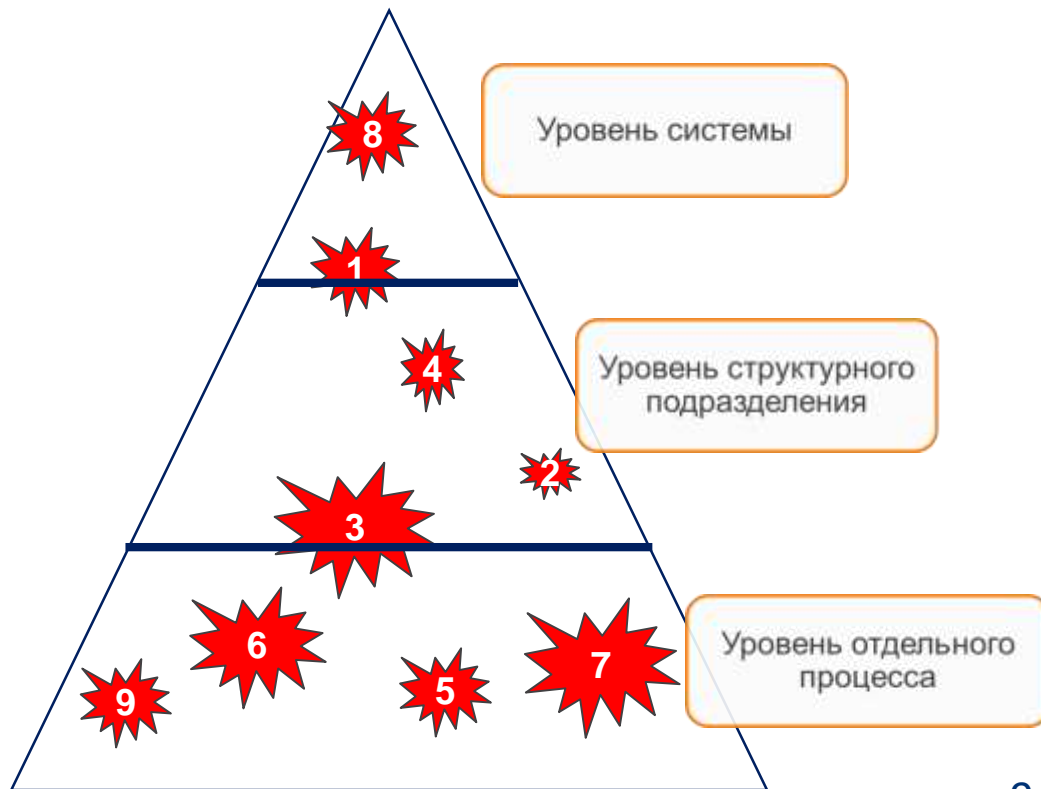 8
Уровень системы
1
4
Уровень структурного
подразделения
2
3
6
7
Уровень отдельного
процесса
5
9